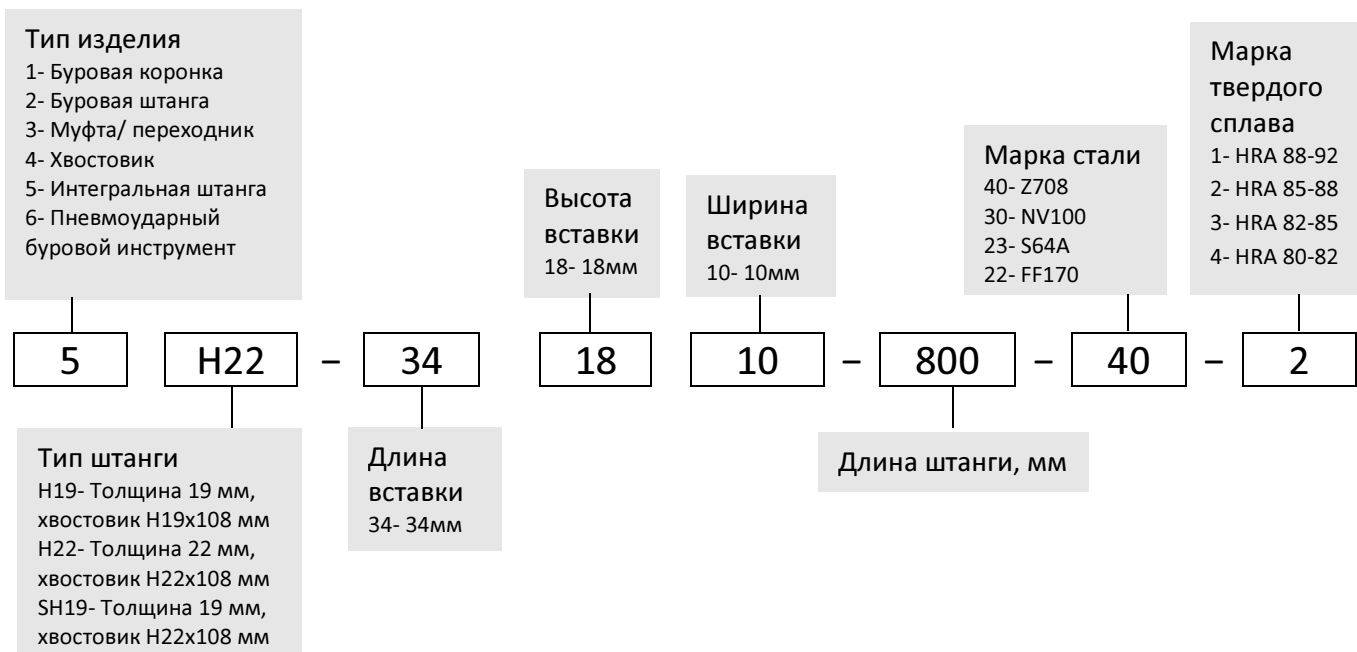 Тип изделия
1- Буровая коронка
2- Буровая штанга
3- Муфта/ переходник
4- Хвостовик
5- Интегральная штанга
6- Пневмоударный
буровой инструмент
Высота
вставки
18- 18мм
Ширина
вставки
10- 10мм
Марка стали
40- Z708
30- NV100
23- S64A
22- FF170
Марка
твердого
сплава
1- HRA 88-92
2- HRA 85-88
3- HRA 82-85
4- HRA 80-82
5 H22 – 34 18 10 – 800 – 40 – 2
Тип штанги
H19- Толщина 19 мм,
хвостовик H19x108 мм
H22- Толщина 22 мм,
хвостовик H22x108 мм
SH19- Толщина 19 мм,
хвостовик H22x108 мм
Длина
вставки
34- 34мм
Длина штанги, мм